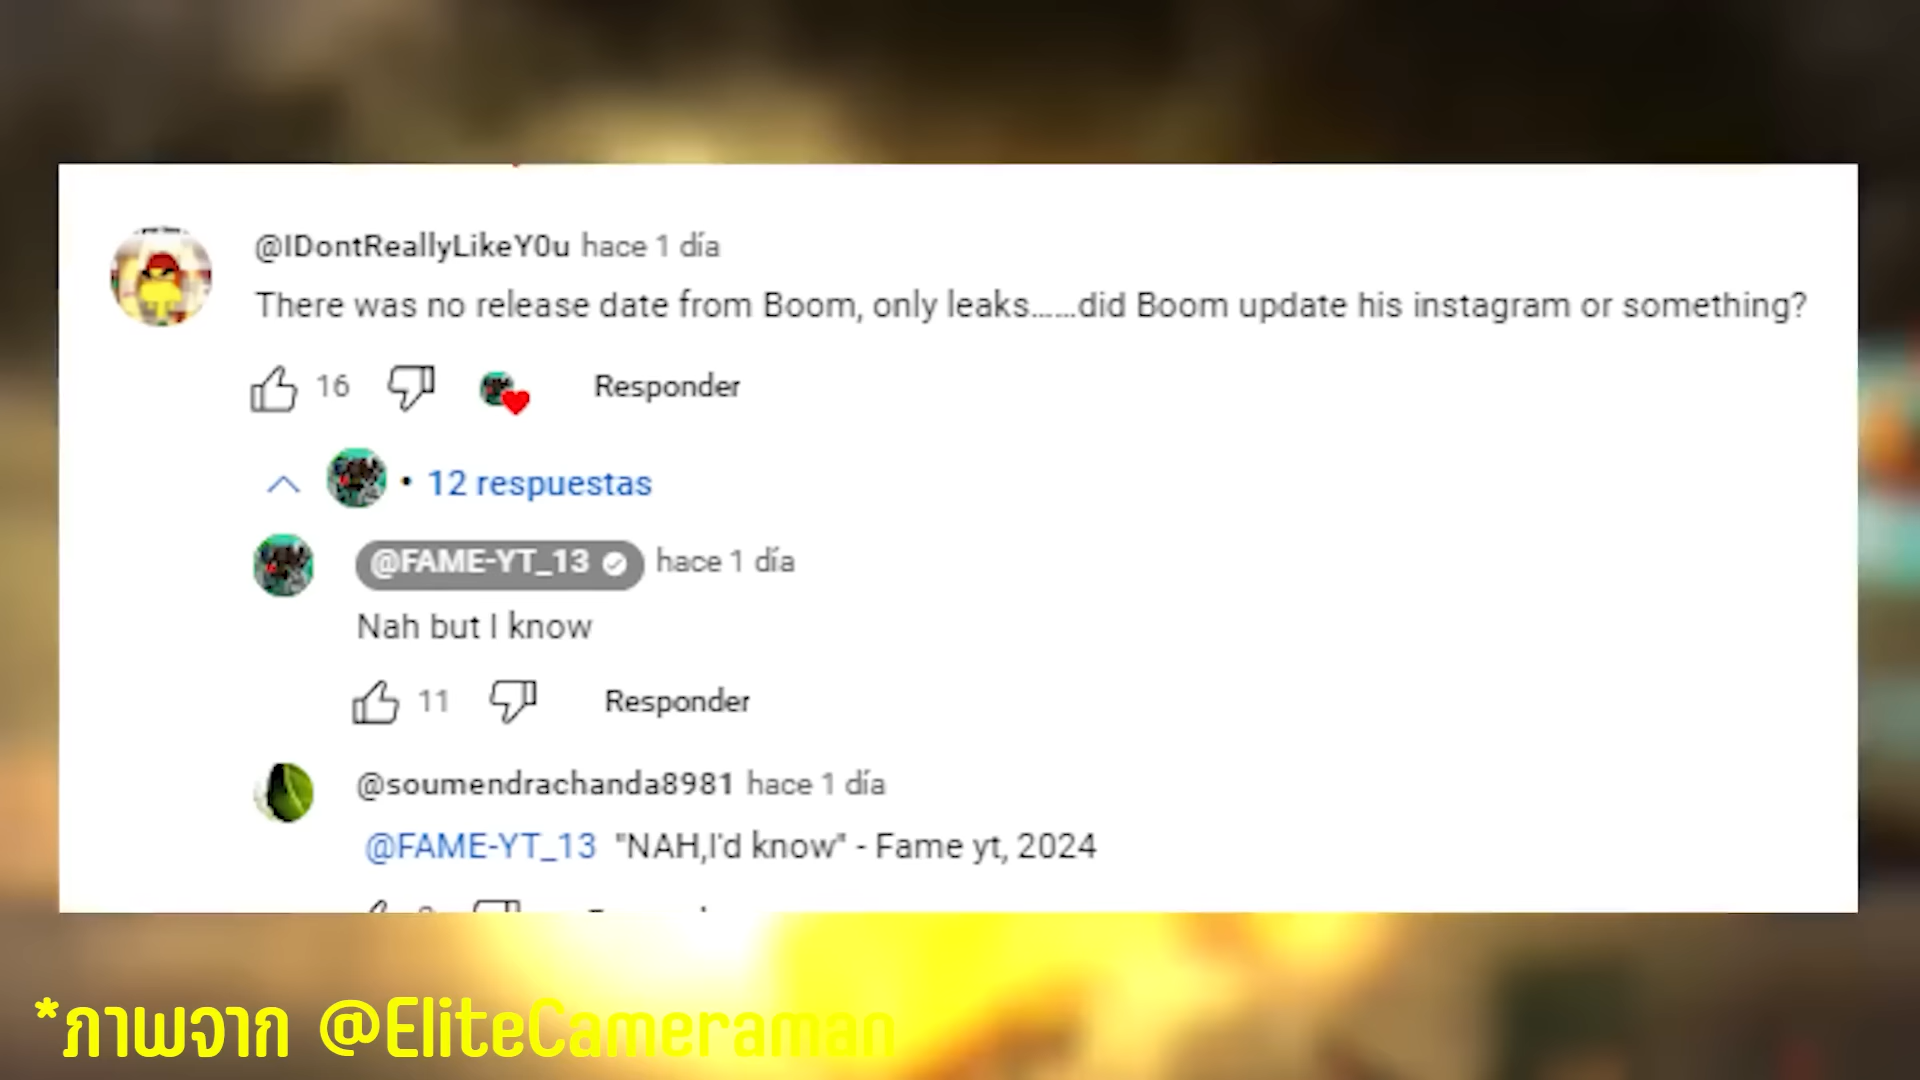 @IDontReallyLikeY0u hace 1 día
There was no release date from Boom, only leaks......did Boom update his instagram or something?
16 Responder
• 12 respuestas
@FAME-YT_13 hace 1 día
Nah but I know
11 Responder
@soumendrachanda8981 hace 1 día
@FAME-YT_13 "NAH,I'd know" - Fame yt, 2024
*ภาพจาก @EliteCameraman